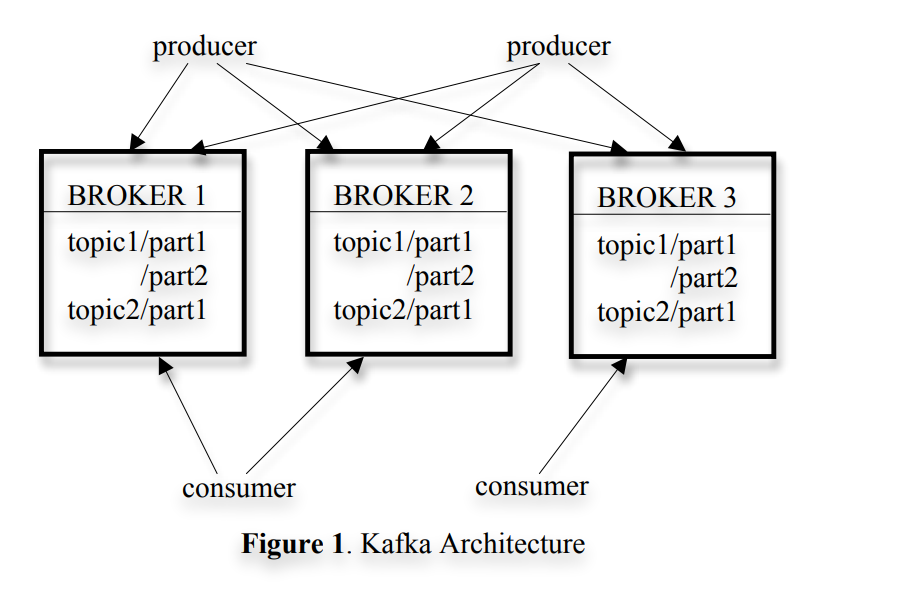 producer producer
BROKER 1 BROKER 2 BROKER 3
topic1/part1 topic1/part1 topic1/part1
/part2 /part2 /part2
topic2/part1 topic2/part1 topic2/part1
consumer consumer
Figure 1. Kafka Architecture